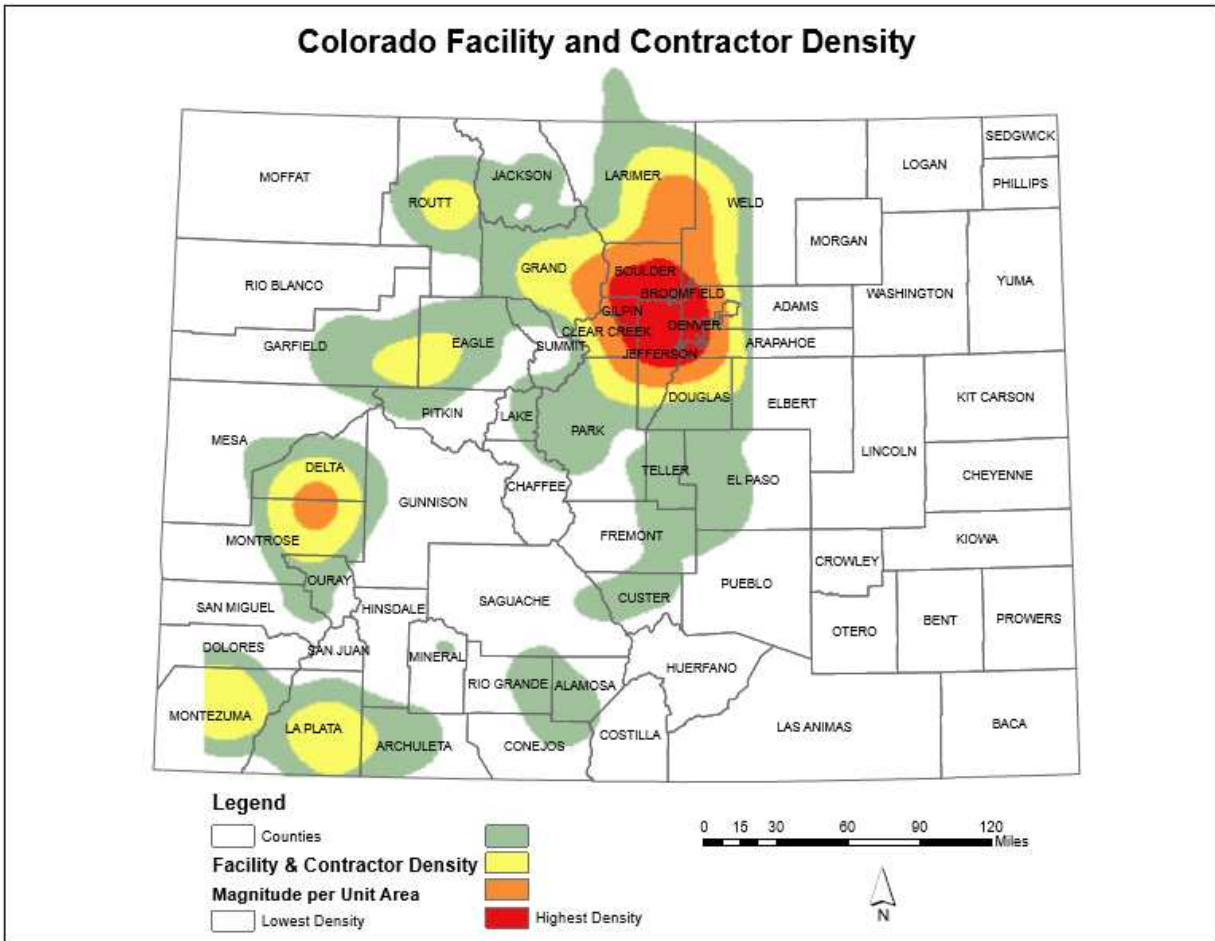 Colorado Facility and Contractor Density
SEDGWICK
LOGAN
PHILLIPS
MOFFAT
JACKSON
LARIMER
ROUTT
WELD
MORGAN
GRAND
BOULDER
RIO BLANCO
BROOMFIELD
WASHINGTON
YUMA
ADAMS
GILPIN
DENVER
CLEAR CREEK
GARFIELD
EAGLE
SUMMIT
JEFFERSON
ARAPAHOE
DOUGLAS
ELBERT
KIT CARSON
PITKIN
LAKE
PARK
MESA
LINCOLN
DELTA
TELLER
EL PASO
CHEYENNE
CHAFFEE
GUNNISON
FREMONT
MONTROSE
KIOWA
CROWLEY
OURAY
PUEBLO
SAN MIGUEL
HINSDALE
SAGUACHE
CUSTER
BENT
PROWERS
OTERO
DOLORES
SAN JUAN
MINERAL
HUERFANO
RIO GRANDE
ALAMOSA
MONTEZUMA
LA PLATA
ARCHULETA
CONEJOS
COSTILLA
LAS ANIMAS
BACA
Legend
Counties
Facility & Contractor Density
Magnitude per Unit Area
Lowest Density
Highest Density
0 15 30 60 90 120
Miles
N